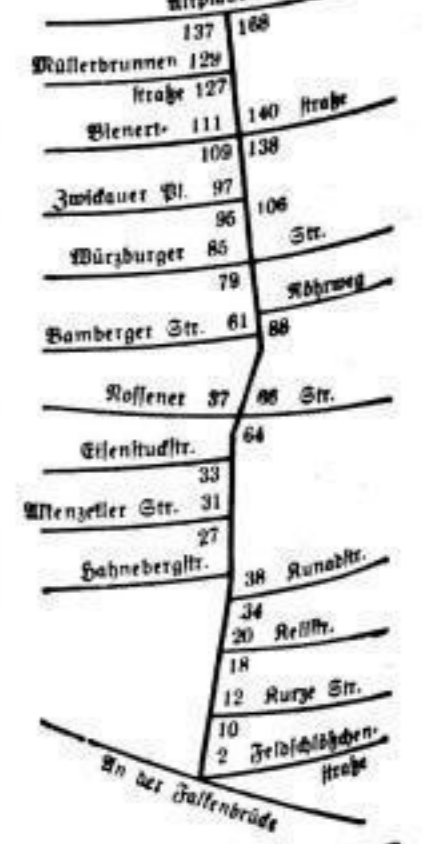 137 168
Müllerbrunnen 129
straße 127
Bienert- 111 140 straße
109 138
Zwickauer Pl. 97
95 106
Würzburger 85 Str.
79 Röhrweg
Bamberger Str. 61 88
Nossener 37 66 Str.
64
Eisenstuckstr.
33
Altenzeller Str. 31
27
Hahnebergstr.
38 Kunadstr.
34
20 Reilstr.
18
12 Kurze Str.
10
2 Feldschlößchen-
straße
An der Falkenbrücke